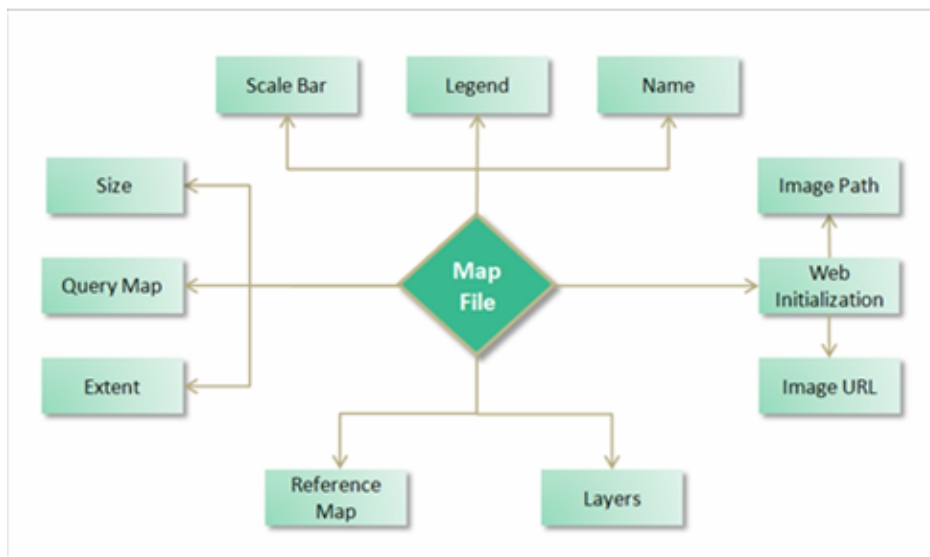 Scale Bar
Legend
Name
Size
Image Path
Query Map
Map
File
Web
Initialization
Extent
Image URL
Reference
Map
Layers